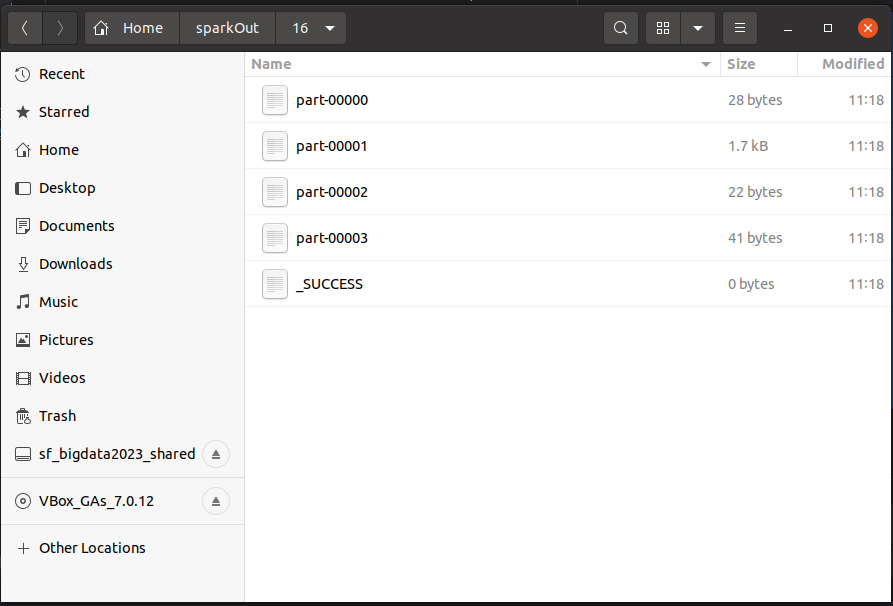 Home sparkOut 16
Name Size Modified
Recent
Starred
Home
Desktop
Documents
Downloads
Music
Pictures
Videos
Trash
sf_bigdata2023_shared
VBox_GAs_7.0.12
Other Locations
part-00000 28 bytes 11:18
part-00001 1.7 kB 11:18
part-00002 22 bytes 11:18
part-00003 41 bytes 11:18
_SUCCESS 0 bytes 11:18